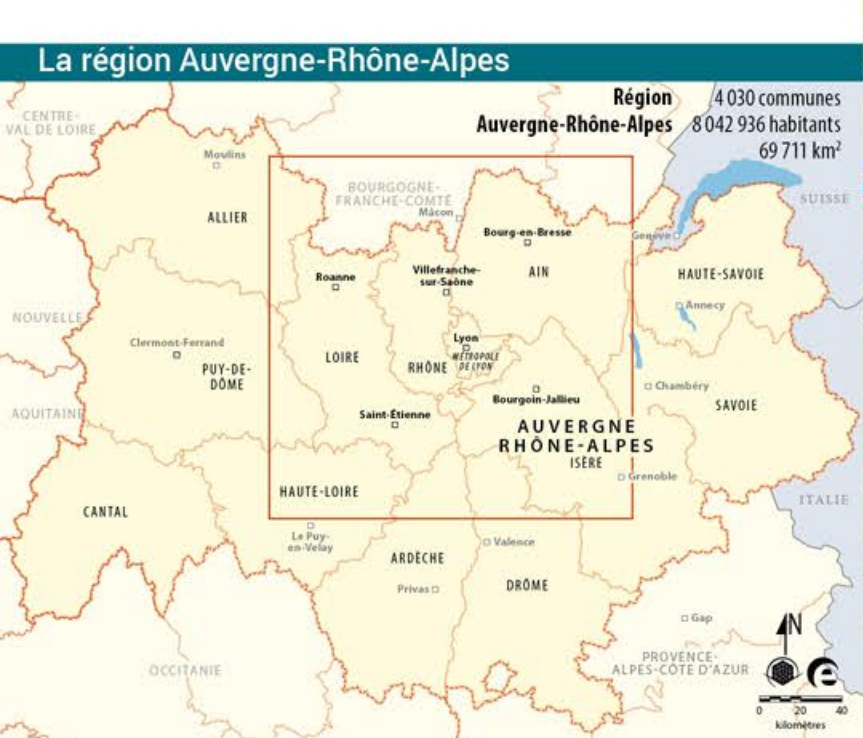 La région Auvergne-Rhône-Alpes
Région
Auvergne-Rhône-Alpes
4 030 communes
8 042 936 habitants
69 711 km²
CENTRE-
VAL DE LOIRE
Moulins
BOURGOGNE-
FRANCHE-COMTÉ
Mâcon
SUISSE
ALLIER
Bourg-en-Bresse
Genève
Roanne
Villefranche-
sur-Saône
AIN
HAUTE-SAVOIE
Annecy
NOUVELLE
Clermont-Ferrand
PUY-DE-
DÔME
LOIRE
RHÔNE
Lyon
MÉTROPOLE
DE LYON
Chambéry
SAVOIE
AQUITAINE
Saint-Étienne
Bourgoin-Jallieu
AUVERGNE
RHÔNE-ALPES
ISÈRE
Grenoble
ITALIE
CANTAL
HAUTE-LOIRE
Le Puy-
en-Velay
ARDÈCHE
Valence
Privas
DRÔME
Gap
OCCITANIE
PROVENCE-
ALPES-CÔTE D'AZUR
N
e
0 20 40
kilomètres